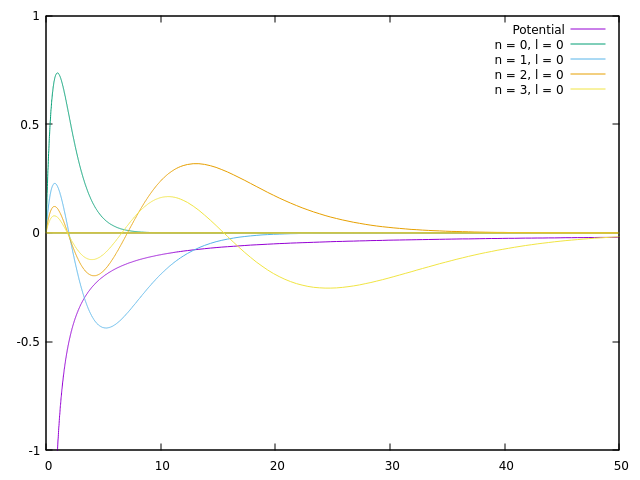 1
0.5
0
-0.5
-1
0
10
20
30
40
50
Potential
n = 0, l = 0
n = 1, l = 0
n = 2, l = 0
n = 3, l = 0